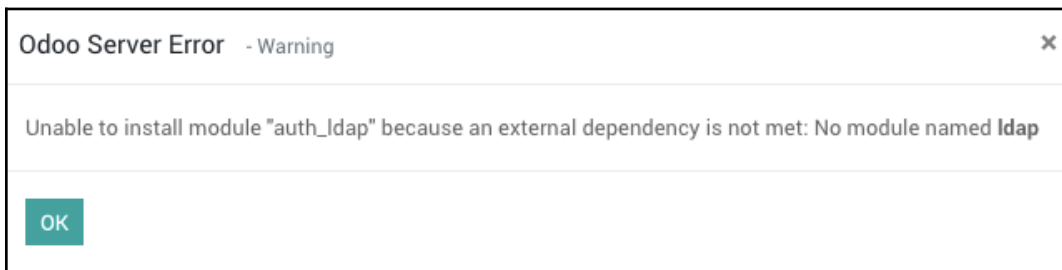 Odoo Server Error - Warning ×
Unable to install module "auth_ldap" because an external dependency is not met: No module named ldap
OK